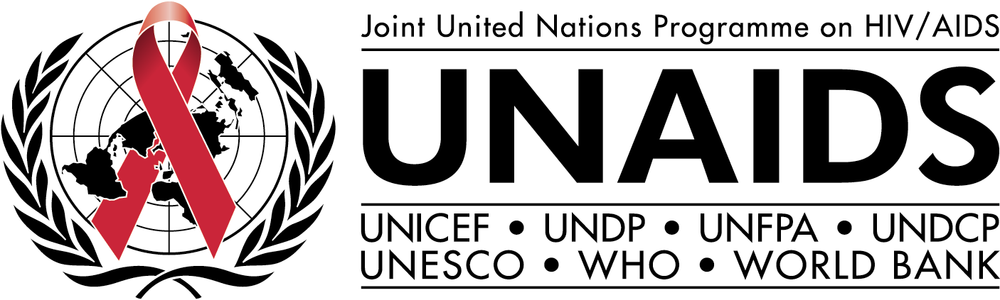 Joint United Nations Programme on HIV/AIDS
UNAIDS
UNICEF • UNDP • UNFPA • UNDCP
UNESCO • WHO • WORLD BANK